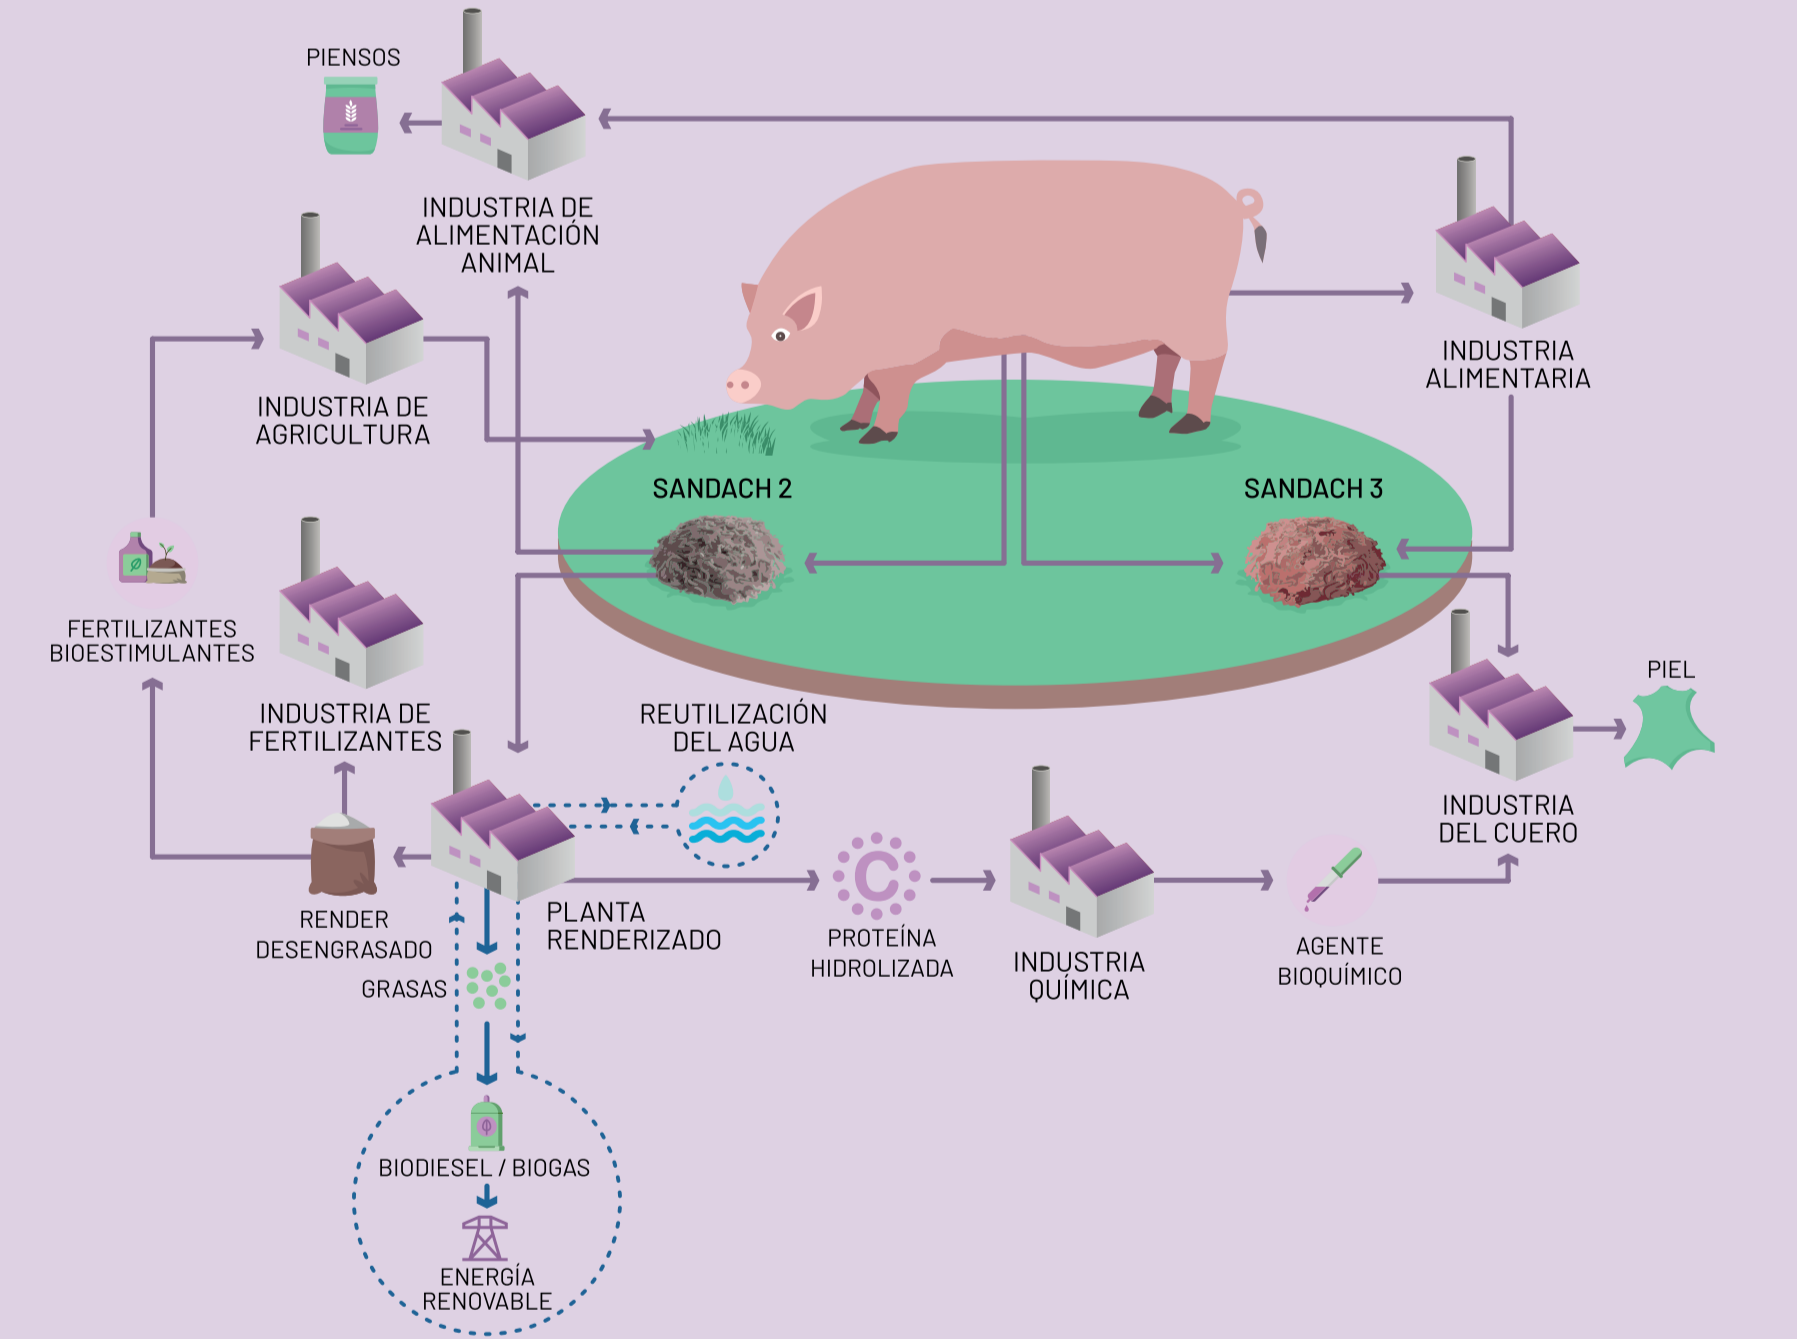 PIENSOS
INDUSTRIA DE
ALIMENTACIÓN
ANIMAL
INDUSTRIA DE
AGRICULTURA
INDUSTRIA
ALIMENTARIA
SANDACH 2
SANDACH 3
FERTILIZANTES
BIOESTIMULANTES
INDUSTRIA DE
FERTILIZANTES
REUTILIZACIÓN
DEL AGUA
PIEL
INDUSTRIA
DEL CUERO
RENDER
DESENGRASADO
PLANTA
RENDERIZADO
C
PROTEÍNA
HIDROLIZADA
INDUSTRIA
QUÍMICA
AGENTE
BIOQUÍMICO
GRASAS
BIODIESEL / BIOGAS
ENERGÍA
RENOVABLE